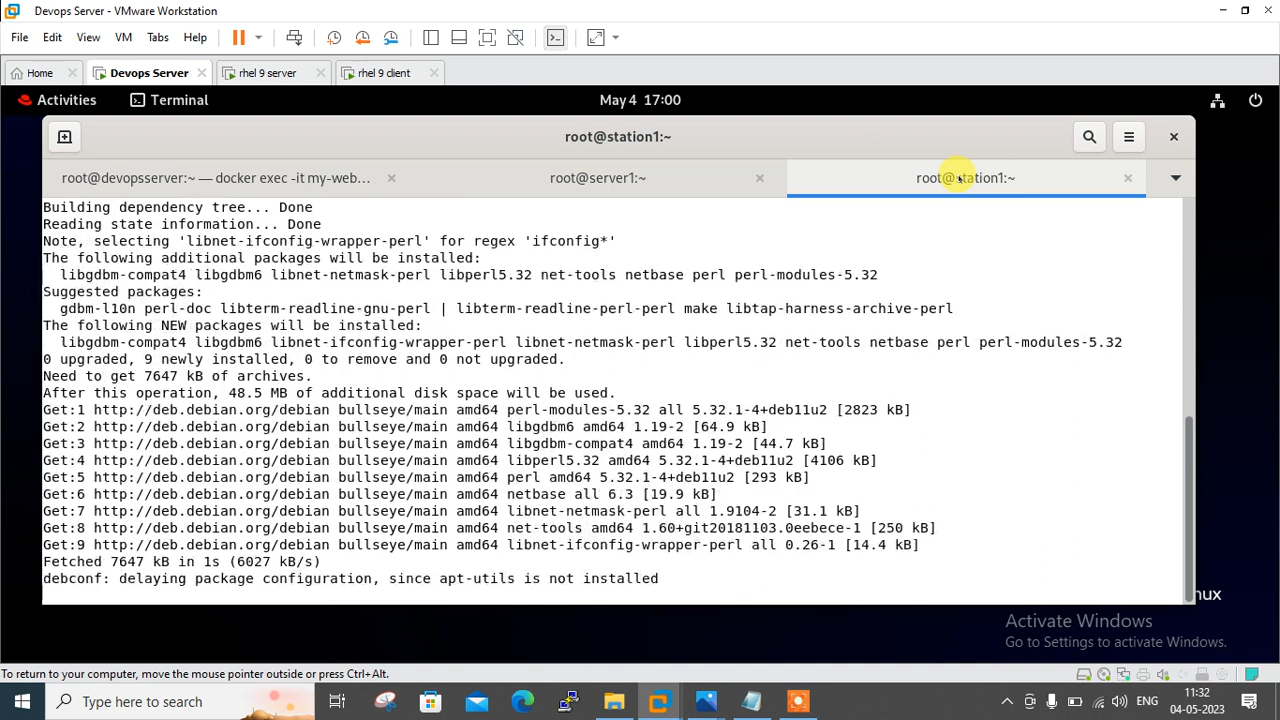 Devops Server - VMware Workstation
File Edit View VM Tabs Help
Home Devops Server rhel 9 server rhel 9 client
Activities Terminal May 4 17:00
root@station1:~
root@devopsserver:~ — docker exec -it my-web... root@server1:~ root@station1:~
Building dependency tree... Done
Reading state information... Done
Note, selecting 'libnet-ifconfig-wrapper-perl' for regex 'ifconfig*'
The following additional packages will be installed:
libgdbm-compat4 libgdbm6 libnet-netmask-perl libperl5.32 net-tools netbase perl perl-modules-5.32
Suggested packages:
gdbm-l10n perl-doc libterm-readline-gnu-perl | libterm-readline-perl-perl make libtap-harness-archive-perl
The following NEW packages will be installed:
libgdbm-compat4 libgdbm6 libnet-ifconfig-wrapper-perl libnet-netmask-perl libperl5.32 net-tools netbase perl perl-modules-5.32
0 upgraded, 9 newly installed, 0 to remove and 0 not upgraded.
Need to get 7647 kB of archives.
After this operation, 48.5 MB of additional disk space will be used.
Get:1 http://deb.debian.org/debian bullseye/main amd64 perl-modules-5.32 all 5.32.1-4+deb11u2 [2823 kB]
Get:2 http://deb.debian.org/debian bullseye/main amd64 libgdbm6 amd64 1.19-2 [64.9 kB]
Get:3 http://deb.debian.org/debian bullseye/main amd64 libgdbm-compat4 amd64 1.19-2 [44.7 kB]
Get:4 http://deb.debian.org/debian bullseye/main amd64 libperl5.32 amd64 5.32.1-4+deb11u2 [4106 kB]
Get:5 http://deb.debian.org/debian bullseye/main amd64 perl amd64 5.32.1-4+deb11u2 [293 kB]
Get:6 http://deb.debian.org/debian bullseye/main amd64 netbase all 6.3 [19.9 kB]
Get:7 http://deb.debian.org/debian bullseye/main amd64 libnet-netmask-perl all 1.9104-2 [31.1 kB]
Get:8 http://deb.debian.org/debian bullseye/main amd64 net-tools amd64 1.60+git20181103.0eebece-1 [250 kB]
Get:9 http://deb.debian.org/debian bullseye/main amd64 libnet-ifconfig-wrapper-perl all 0.26-1 [14.4 kB]
Fetched 7647 kB in 1s (6027 kB/s)
debconf: delaying package configuration, since apt-utils is not installed
nux
Activate Windows
Go to Settings to activate Windows.
To return to your computer, move the mouse pointer outside or press Ctrl+Alt.
Type here to search ENG 11:32
04-05-2023